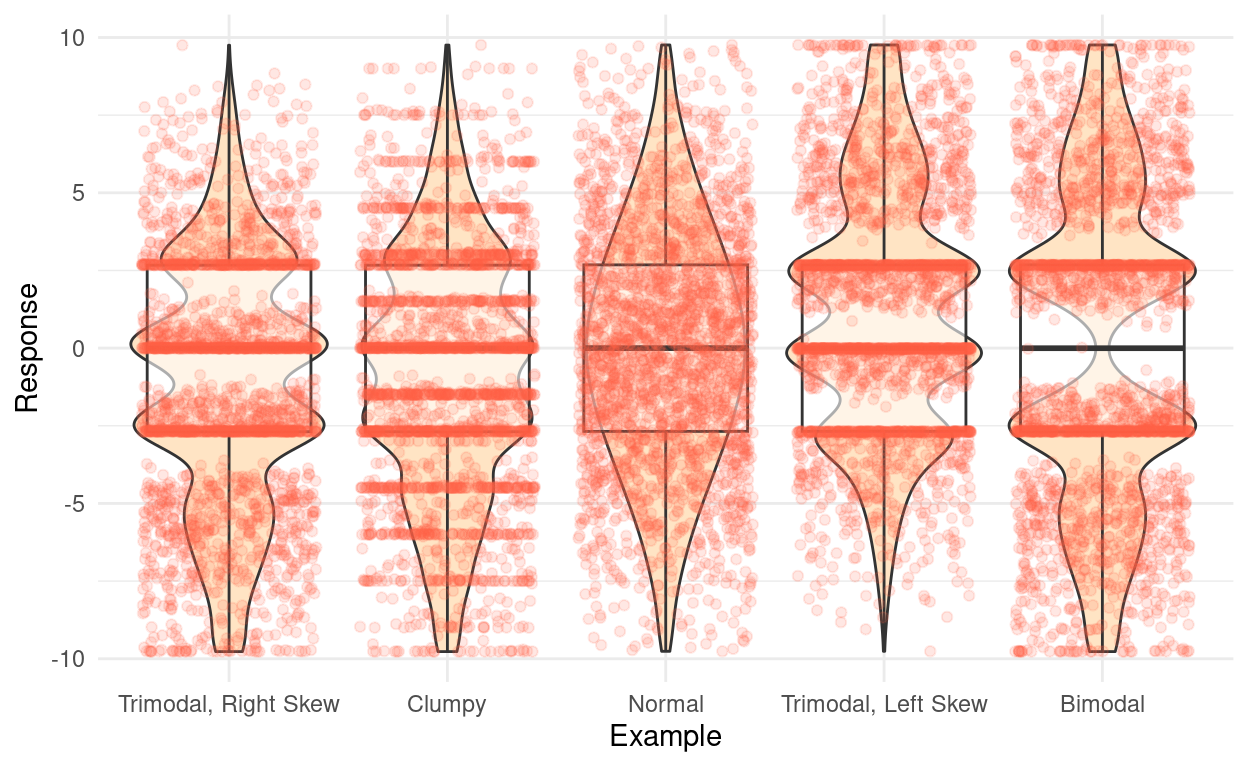 Response
10
5
0
-5
-10
Trimodal, Right Skew
Clumpy
Normal
Trimodal, Left Skew
Bimodal
Example